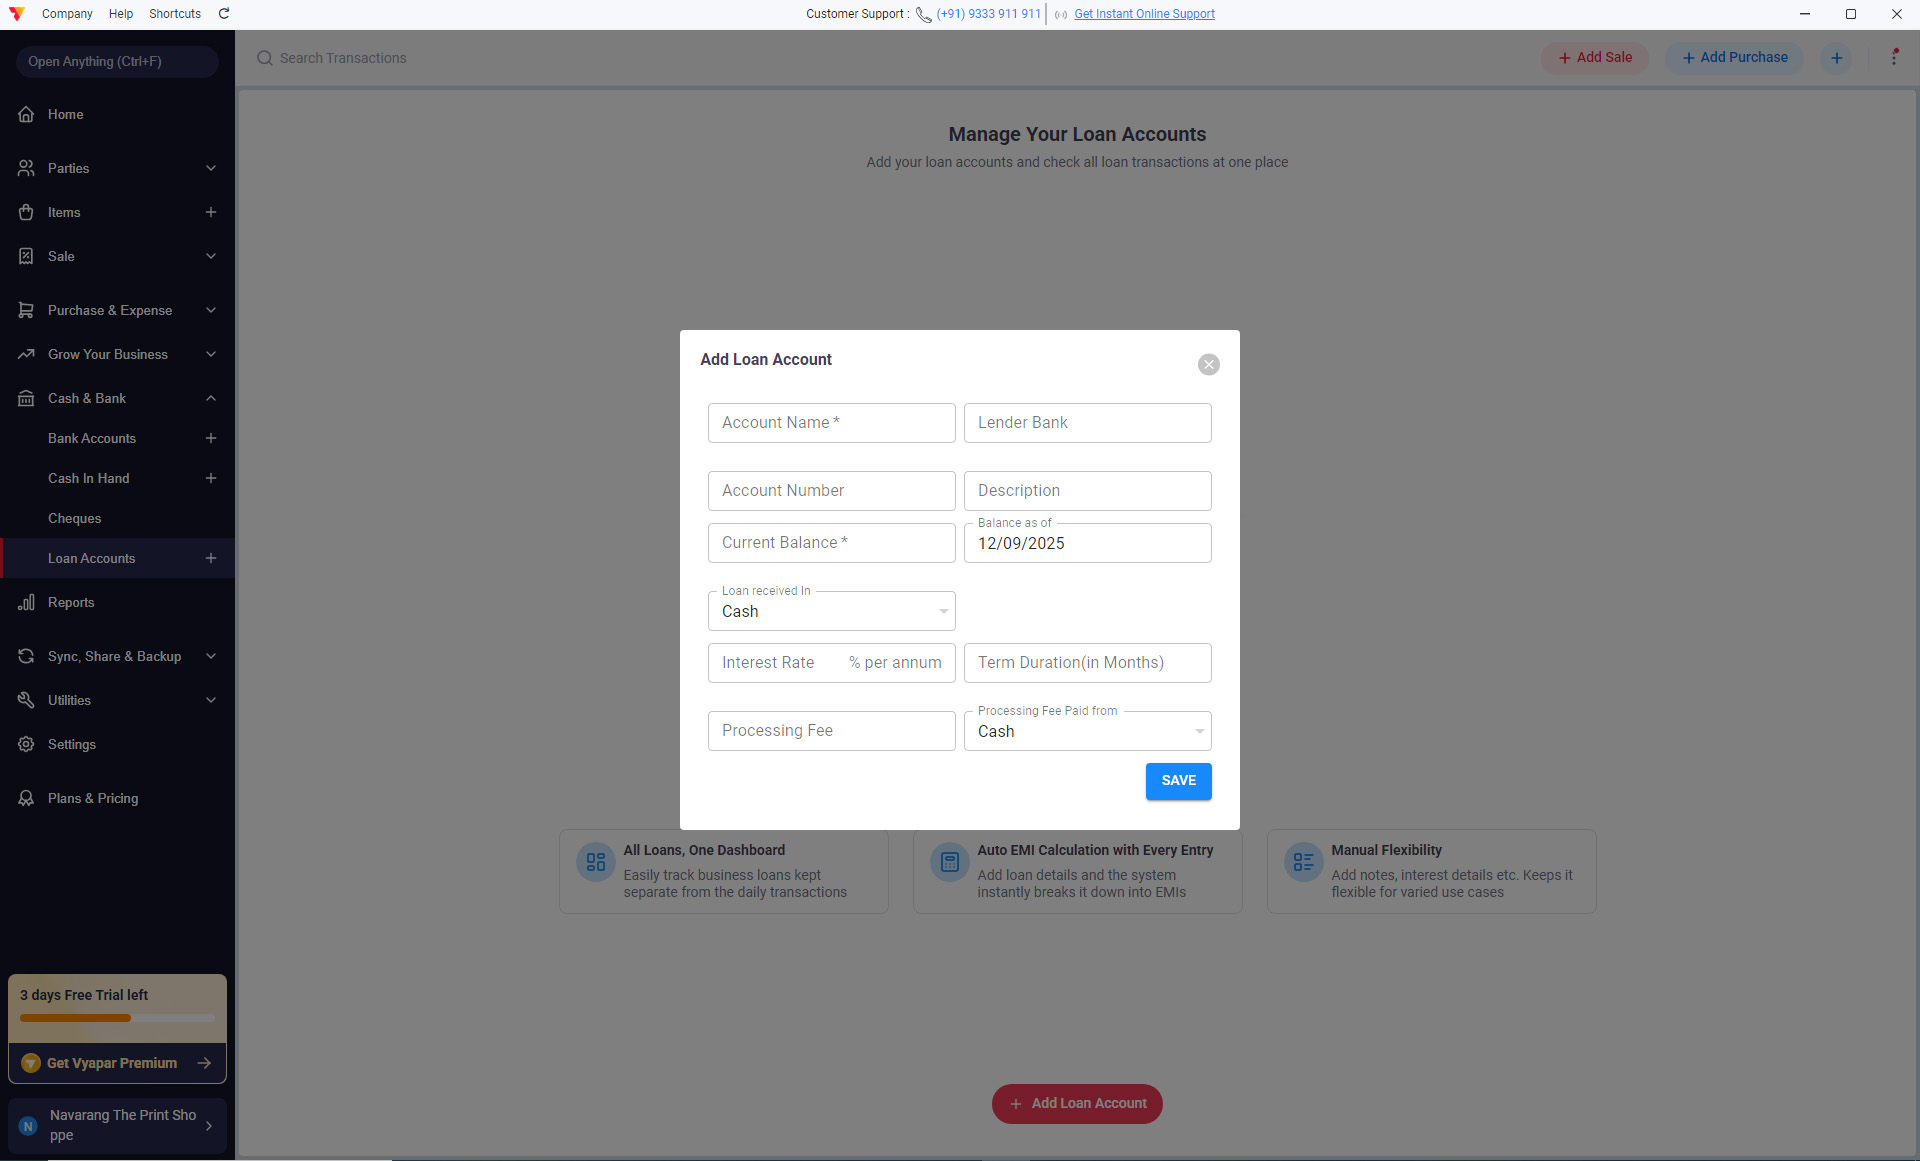 Company Help Shortcuts
Customer Support : (+91) 9333 911 911 Get Instant Online Support
Open Anything (Ctrl+F)
Search Transactions
+ Add Sale
+ Add Purchase
Home
Parties
Items
Sale
Purchase & Expense
Grow Your Business
Cash & Bank
Bank Accounts
Cash In Hand
Cheques
Loan Accounts
Reports
Sync, Share & Backup
Utilities
Settings
Plans & Pricing
3 days Free Trial left
Get Vyapar Premium
N
Navarang The Print Sho
ppe
Manage Your Loan Accounts
Add your loan accounts and check all loan transactions at one place
Add Loan Account
Account Name *
Lender Bank
Account Number
Description
Current Balance *
Balance as of
12/09/2025
Loan received In
Cash
Interest Rate % per annum
Term Duration(in Months)
Processing Fee
Processing Fee Paid from
Cash
SAVE
All Loans, One Dashboard
Easily track business loans kept
separate from the daily transactions
Auto EMI Calculation with Every Entry
Add loan details and the system
instantly breaks it down into EMIs
Manual Flexibility
Add notes, interest details etc. Keeps it
flexible for varied use cases
+ Add Loan Account